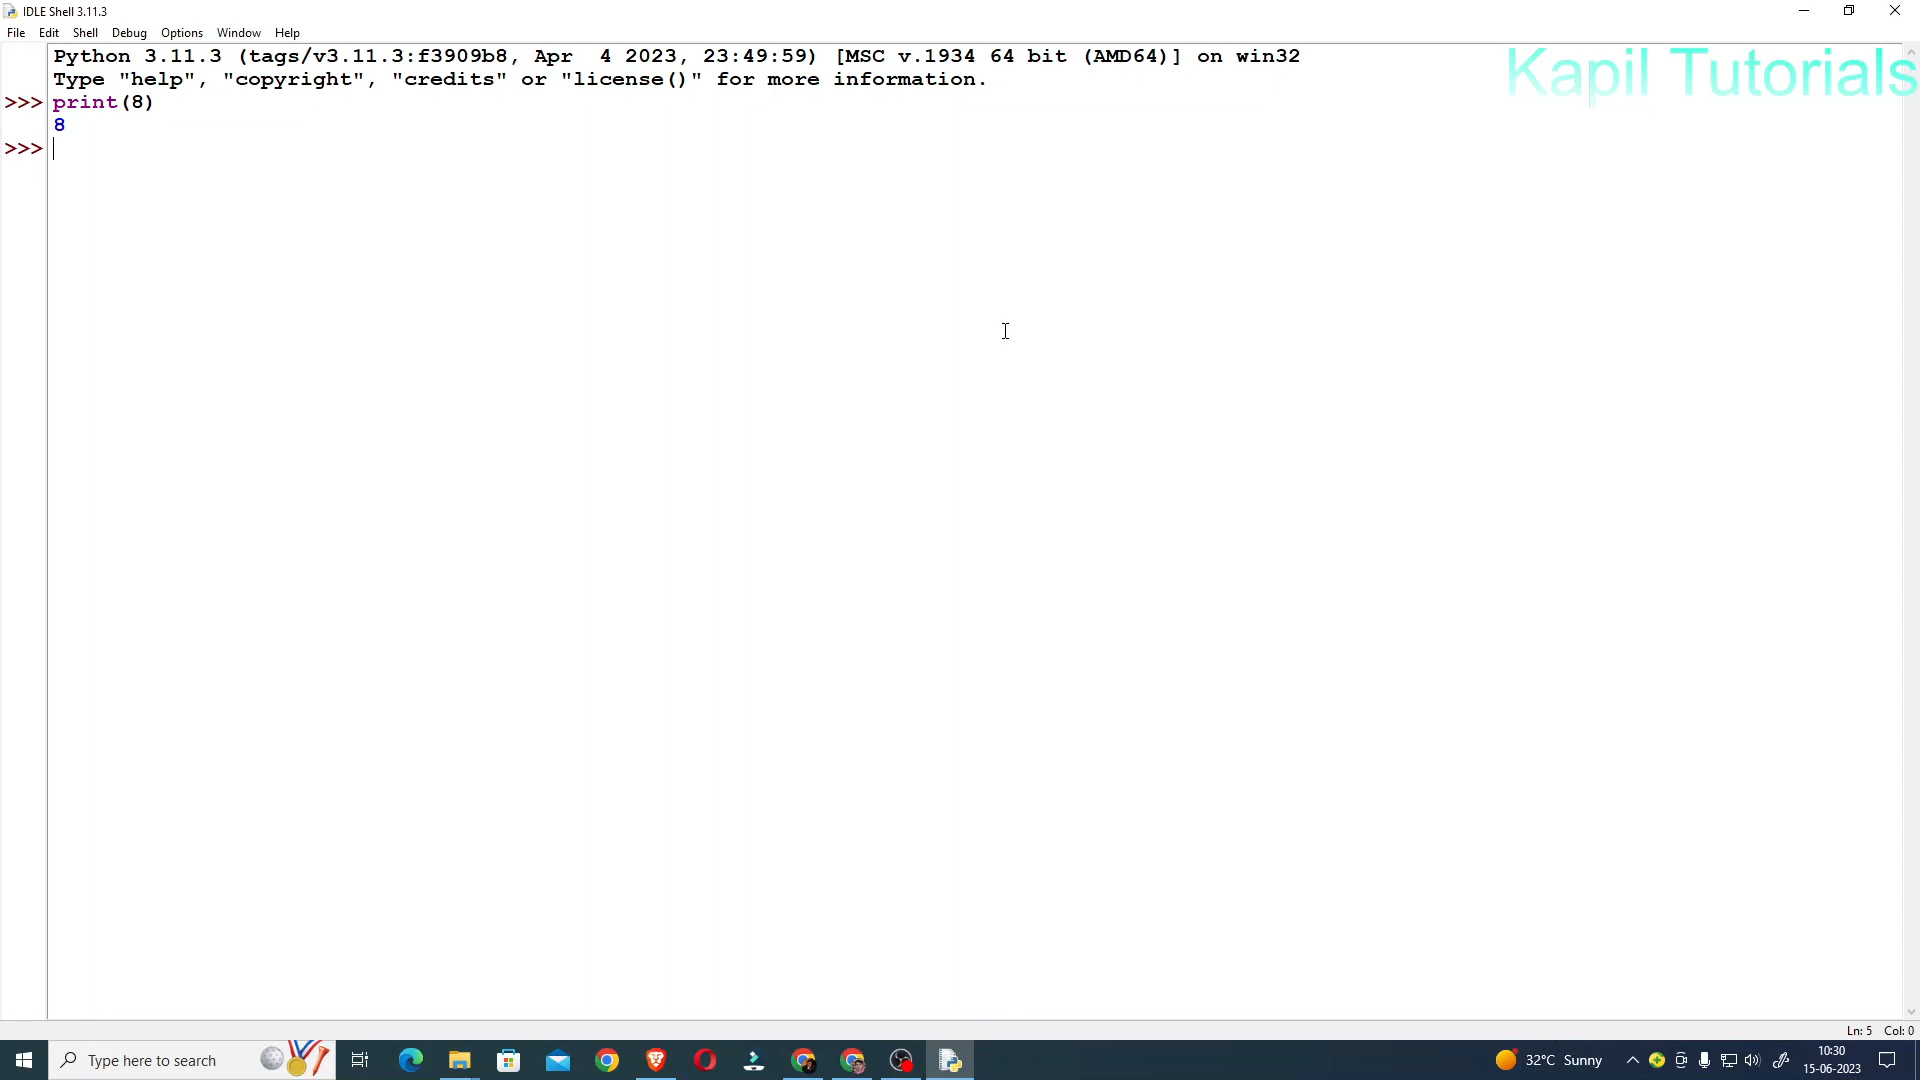 IDLE Shell 3.11.3
File Edit Shell Debug Options Window Help
Python 3.11.3 (tags/v3.11.3:f3909b8, Apr  4 2023, 23:49:59) [MSC v.1934 64 bit (AMD64)] on win32
Type "help", "copyright", "credits" or "license()" for more information.
>>> print(8)
8
>>>
Kapil Tutorials
Ln: 5 Col: 0
Type here to search
32°C Sunny
10:30
15-06-2023